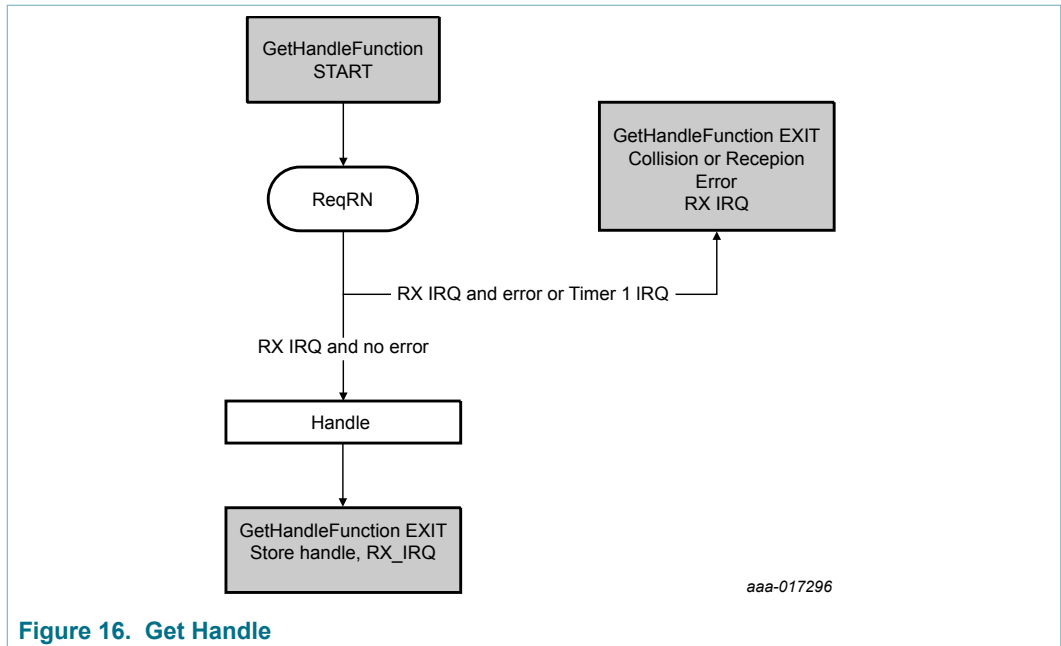 GetHandleFunction
START
GetHandleFunction EXIT
Collision or Recepion
Error
RX IRQ
ReqRN
RX IRQ and error or Timer 1 IRQ
RX IRQ and no error
Handle
GetHandleFunction EXIT
Store handle, RX_IRQ
aaa-017296
Figure 16. Get Handle